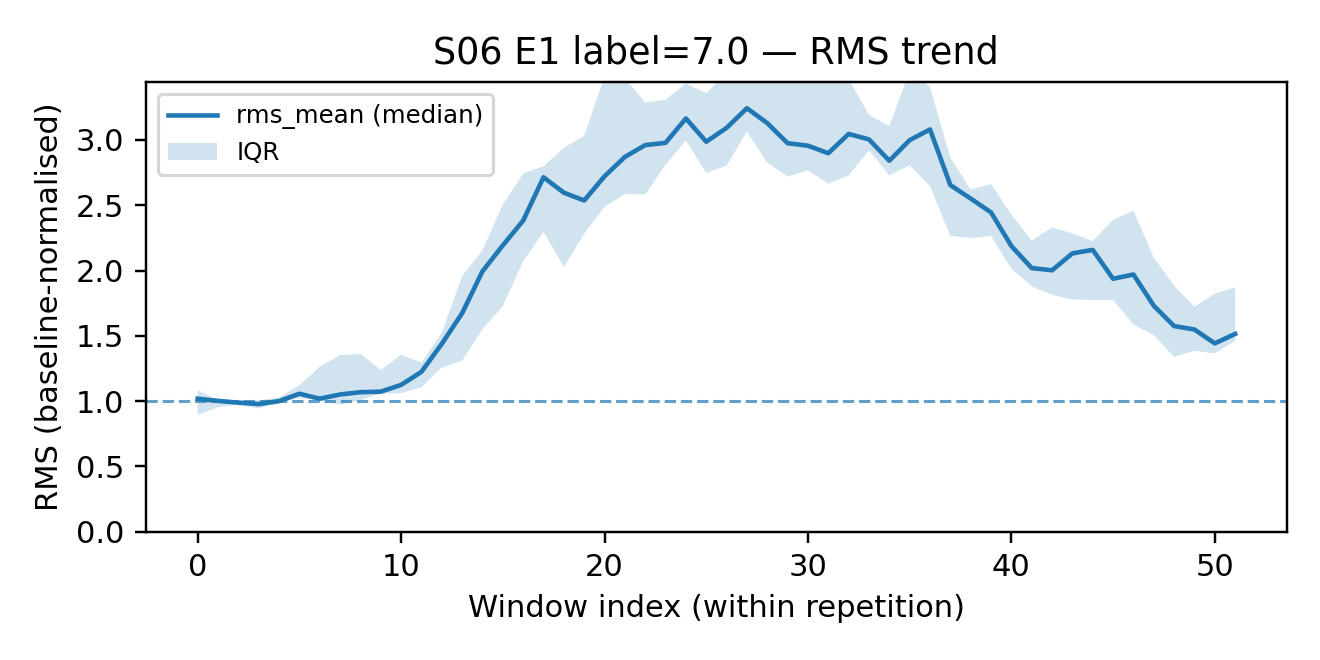 S06 E1 label=7.0 — RMS trend
rms_mean (median)
IQR
RMS (baseline-normalised)
3.0
2.5
2.0
1.5
1.0
0.5
0.0
0 10 20 30 40 50
Window index (within repetition)